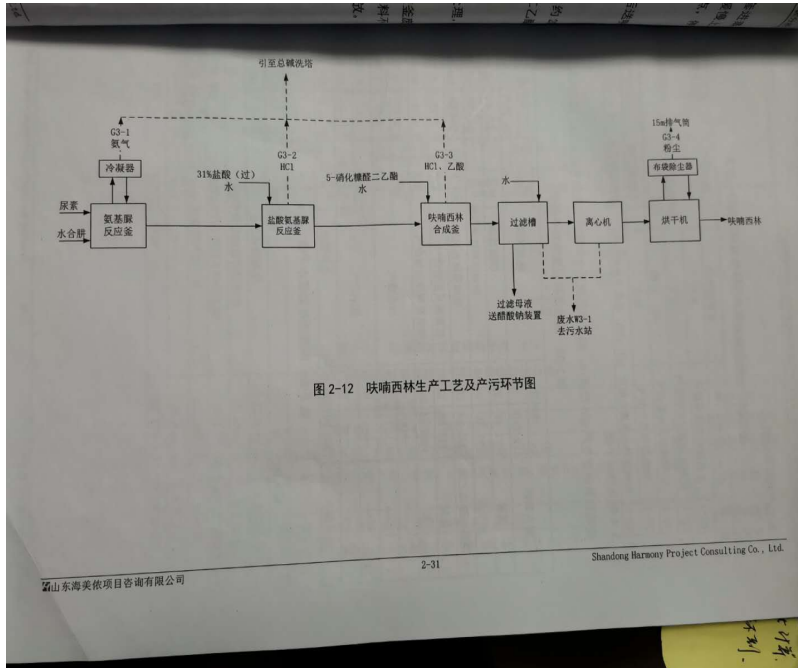 引至总碱洗塔
G3-1
氨气
冷凝器
尿素
水合肼
氨基脲
反应釜
31%盐酸（过）
水
G3-2
HCl
盐酸氨基脲
反应釜
5-硝化糠醛二乙酯
水
G3-3
HCl、乙酸
呋喃西林
合成釜
水
过滤槽
过滤母液
送醋酸钠装置
离心机
废水W3-1
去污水站
15m排气筒
G3-4
粉尘
布袋除尘器
烘干机
呋喃西林
图 2-12 呋喃西林生产工艺及产污环节图
山东海美侬项目咨询有限公司
2-31
Shandong Harmony Project Consulting Co., Ltd.